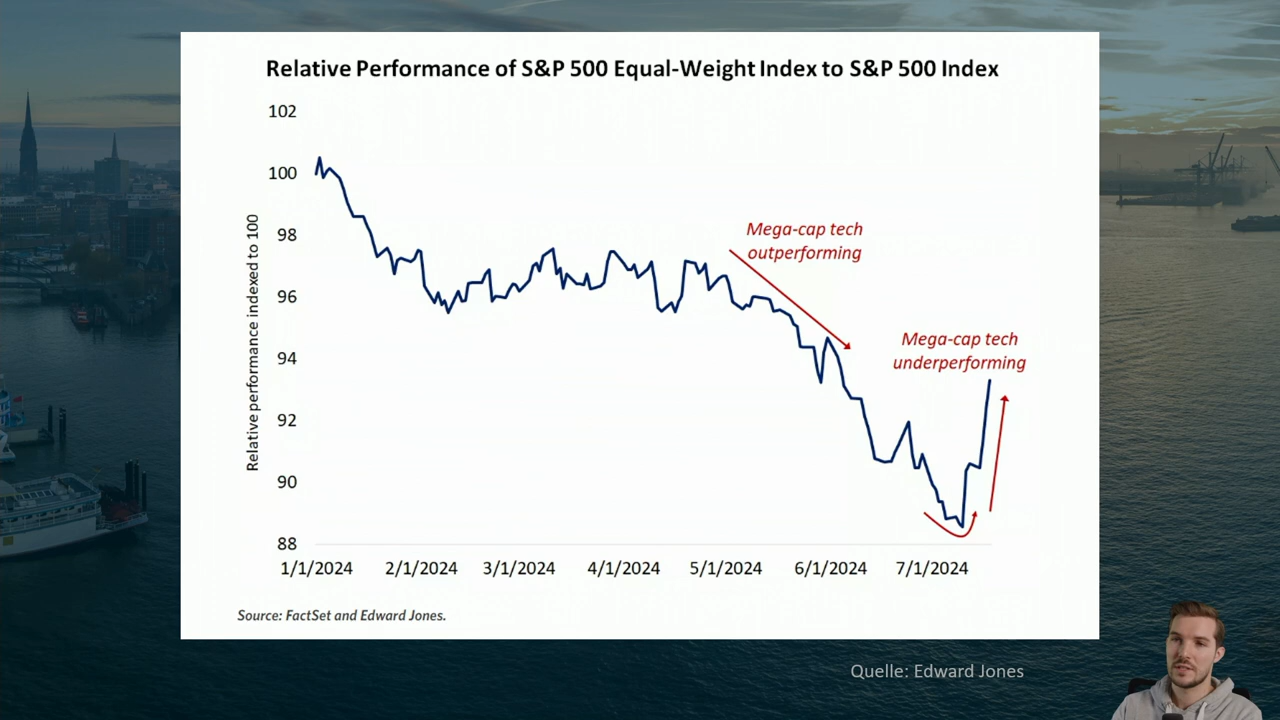 Relative Performance of S&P 500 Equal-Weight Index to S&P 500 Index
Relative performance indexed to 100
102
100
98
96
94
92
90
88
Mega-cap tech
outperforming
Mega-cap tech
underperforming
1/1/2024 2/1/2024 3/1/2024 4/1/2024 5/1/2024 6/1/2024 7/1/2024
Source: FactSet and Edward Jones.
Quelle: Edward Jones